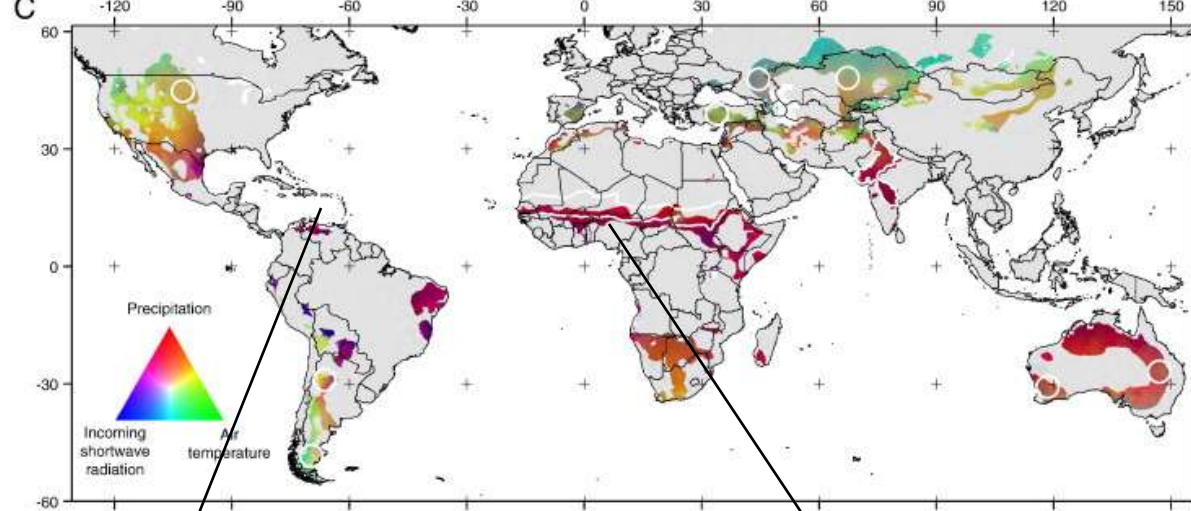 C
-120 -90 -60 -30 0 30 60 90 120 150
60
30
0
-30
-60
Precipitation
Incoming
shortwave
radiation
Air
temperature